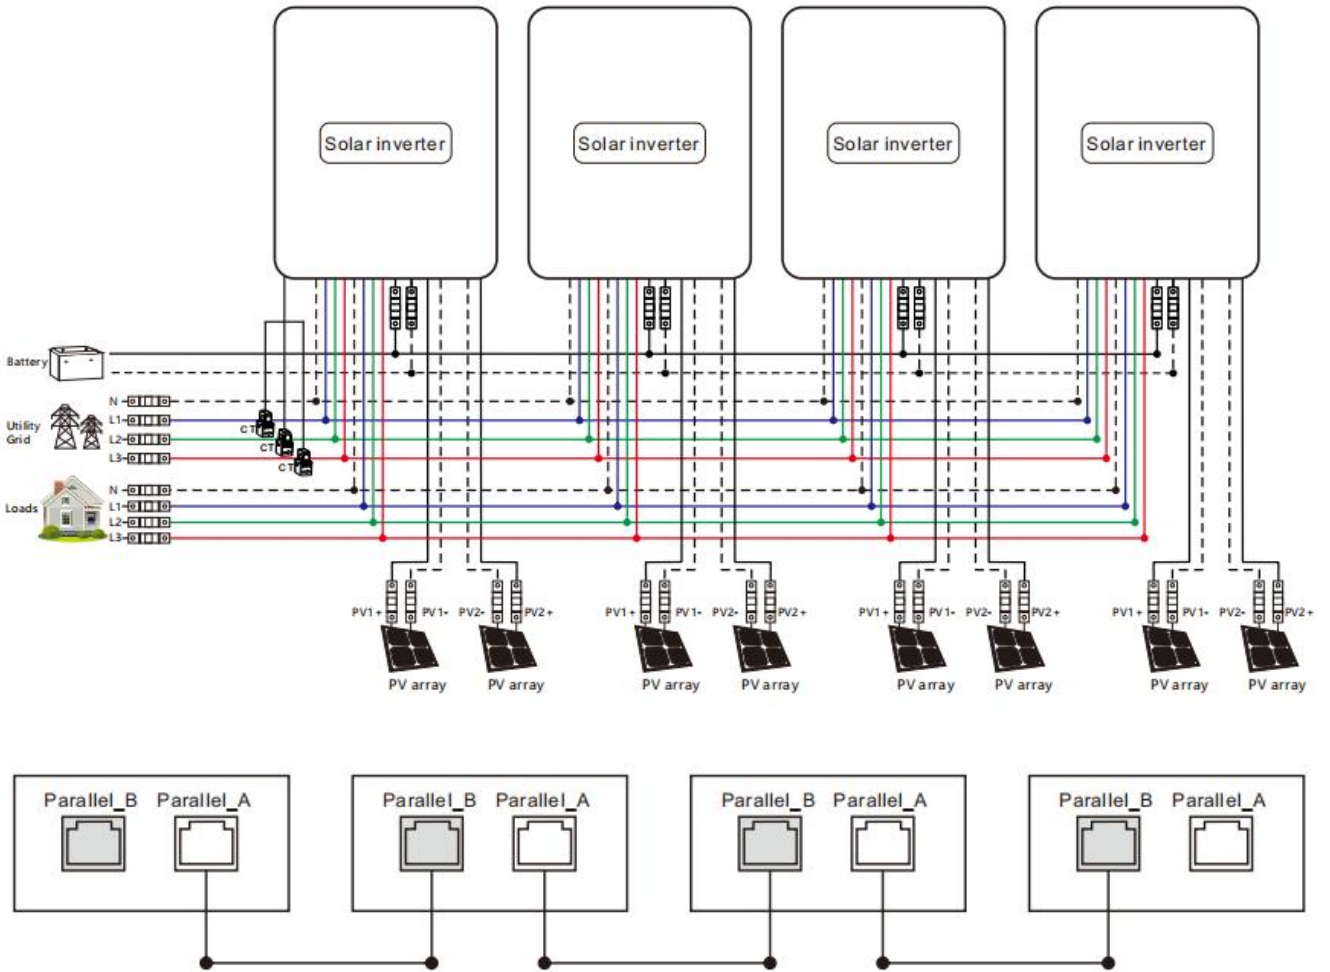 Solar inverter
Solar inverter
Solar inverter
Solar inverter
Battery
Utility
Grid
N
L1
L2
L3
CT
CT
CT
Loads
N
L1
L2
L3
PV1+ PV1- PV2- PV2+
PV1+ PV1- PV2- PV2+
PV1+ PV1- PV2- PV2+
PV1+ PV1- PV2- PV2+
PV array PV array
PV array PV array
PV array PV array
PV array PV array
Parallel_B Parallel_A
Parallel_B Parallel_A
Parallel_B Parallel_A
Parallel_B Parallel_A